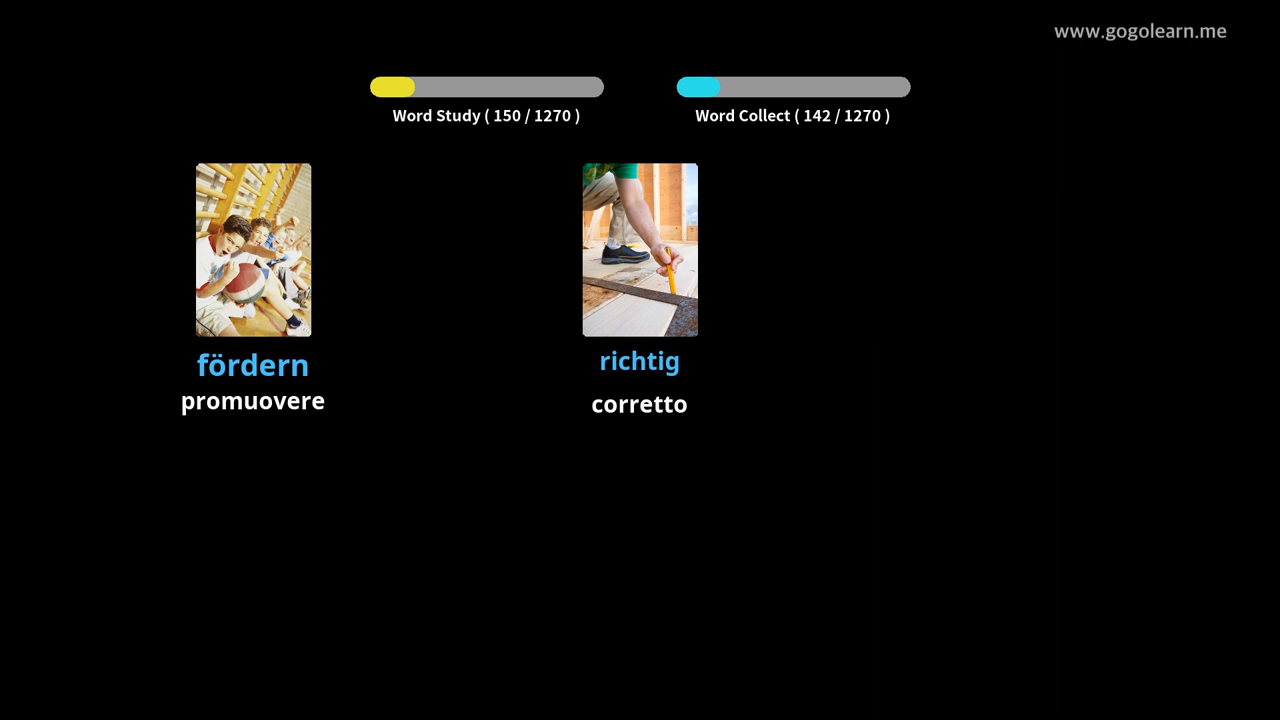 www.gogolearn.me
Word Study ( 150 / 1270 )
Word Collect ( 142 / 1270 )
fördern
promuovere
richtig
corretto